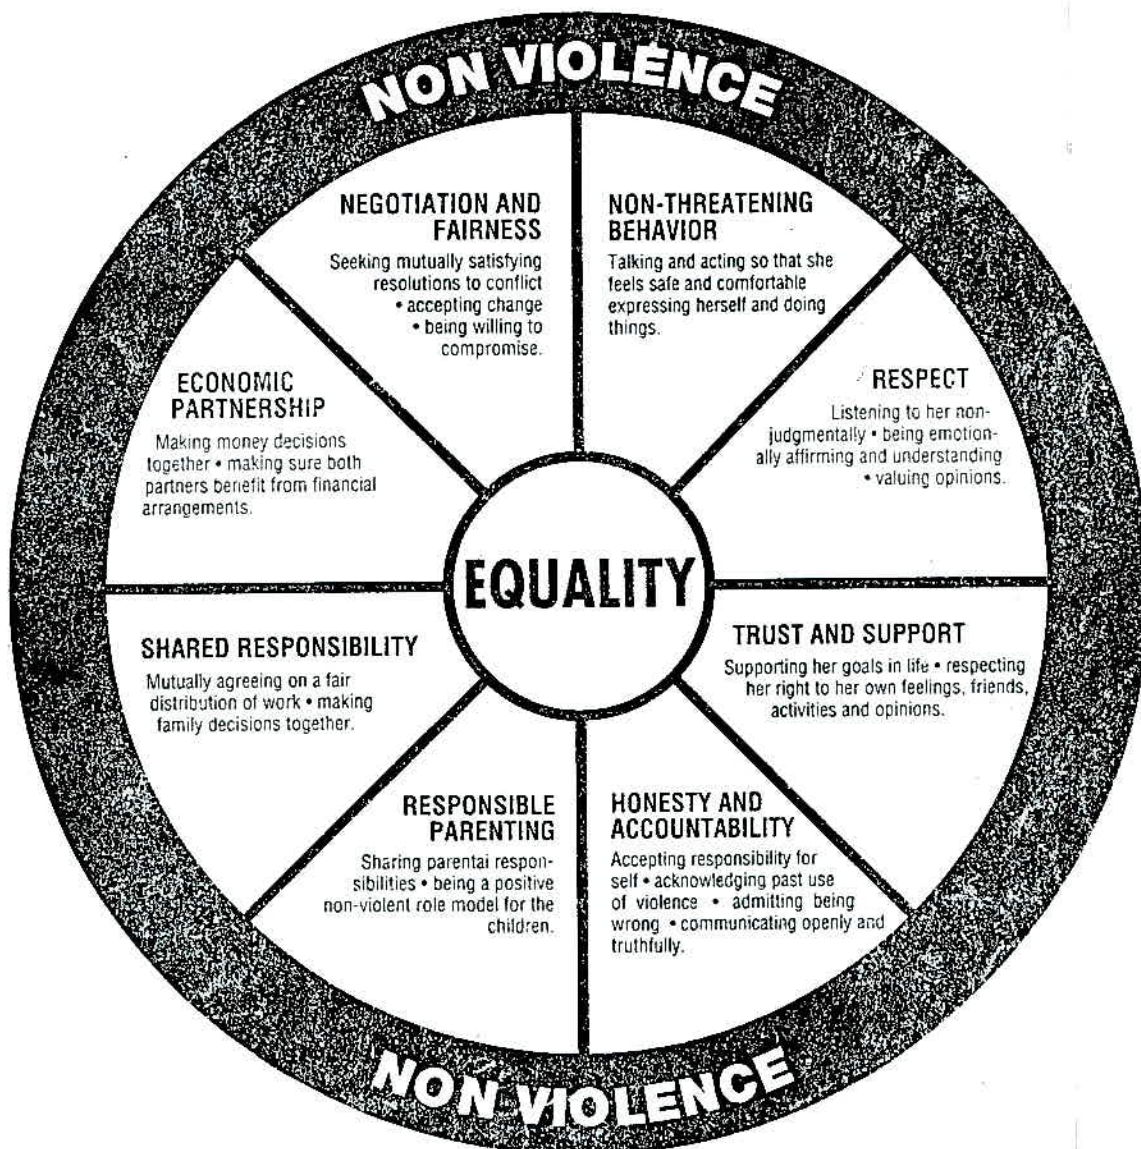 NON VIOLENCE
NEGOTIATION AND
FAIRNESS
Seeking mutually satisfying
resolutions to conflict
• accepting change
• being willing to
compromise.
NON-THREATENING
BEHAVIOR
Talking and acting so that she
feels safe and comfortable
expressing herself and doing
things.
RESPECT
Listening to her non-
judgmentally • being emotion-
ally affirming and understanding
• valuing opinions.
TRUST AND SUPPORT
Supporting her goals in life • respecting
her right to her own feelings, friends,
activities and opinions.
HONESTY AND
ACCOUNTABILITY
Accepting responsibility for
self • acknowledging past use
of violence • admitting being
wrong • communicating openly and
truthfully.
RESPONSIBLE
PARENTING
Sharing parental respon-
sibilities • being a positive
non-violent role model for the
children.
SHARED RESPONSIBILITY
Mutually agreeing on a fair
distribution of work • making
family decisions together.
ECONOMIC
PARTNERSHIP
Making money decisions
together • making sure both
partners benefit from financial
arrangements.
EQUALITY
NON VIOLENCE